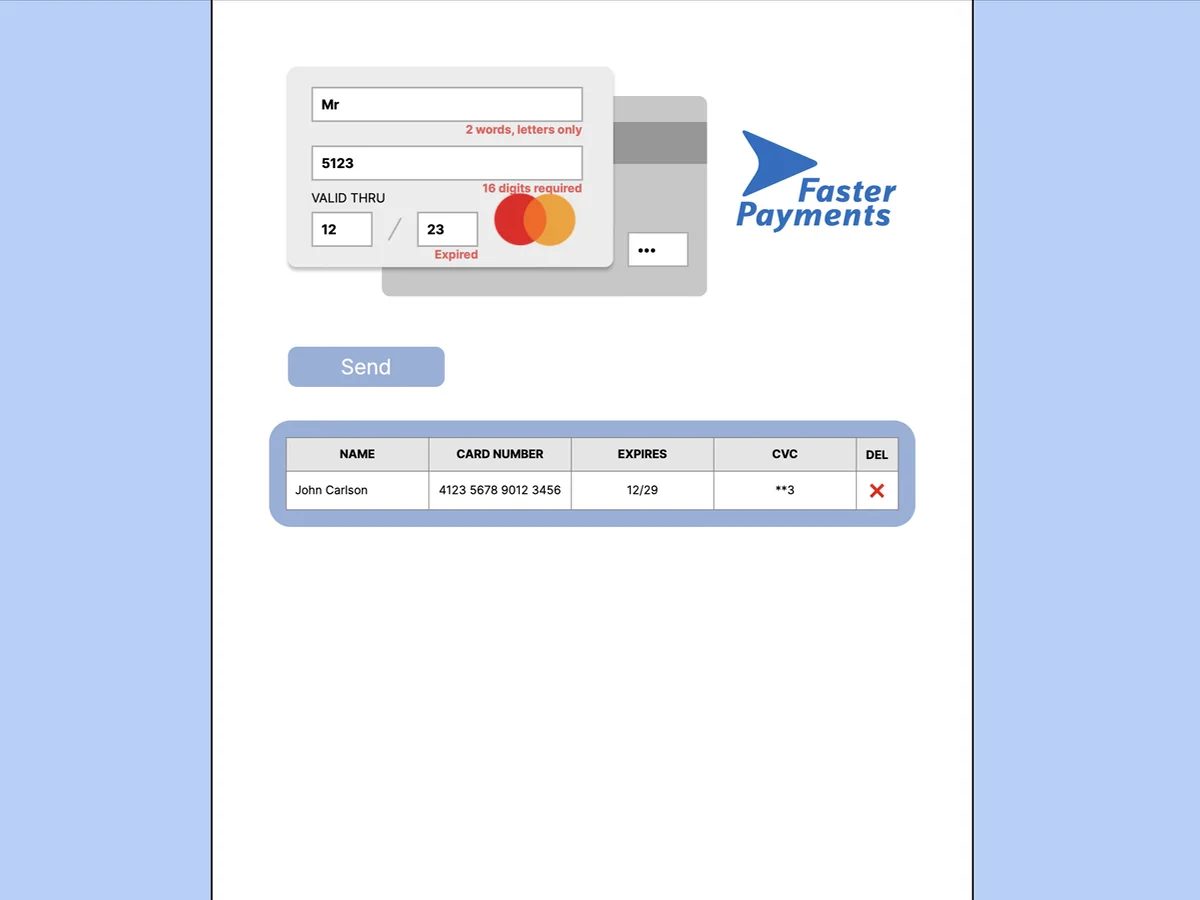 Mr
2 words, letters only
5123
16 digits required
VALID THRU
12 / 23
Expired
•••
Faster
Payments
Send
NAME CARD NUMBER EXPIRES CVC DEL
John Carlson 4123 5678 9012 3456 12/29 **3